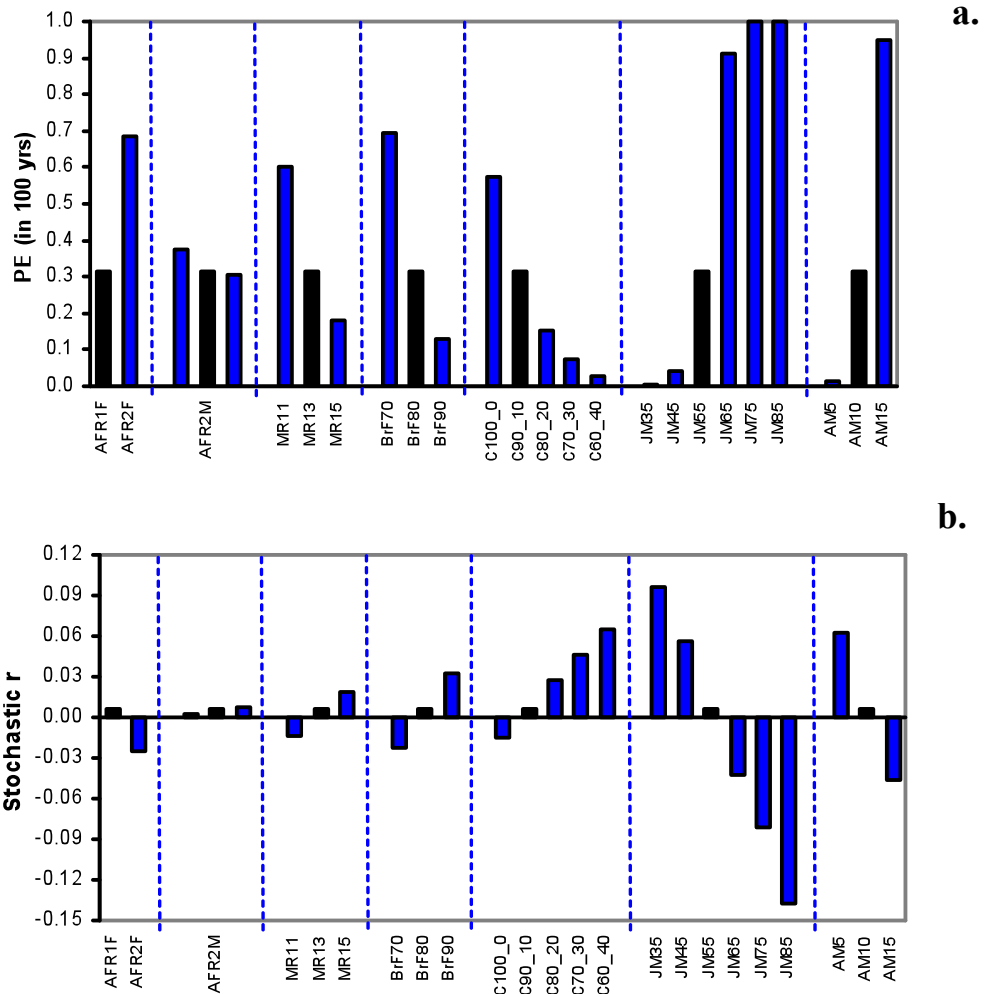 a.
PE (in 100 yrs)
1.0
0.9
0.8
0.7
0.6
0.5
0.4
0.3
0.2
0.1
0.0
AFR1F
AFR2F
AFR2M
MR11
MR13
MR15
BrF70
BrF80
BrF90
C100_0
C90_10
C80_20
C70_30
C60_40
JM35
JM45
JM55
JM65
JM75
JM85
AM5
AM10
AM15
b.
Stochastic r
0.12
0.09
0.06
0.03
0.00
-0.03
-0.06
-0.09
-0.12
-0.15
AFR1F
AFR2F
AFR2M
MR11
MR13
MR15
BrF70
BrF80
BrF90
C100_0
C90_10
C80_20
C70_30
C60_40
JM35
JM45
JM55
JM65
JM75
JM85
AM5
AM10
AM15